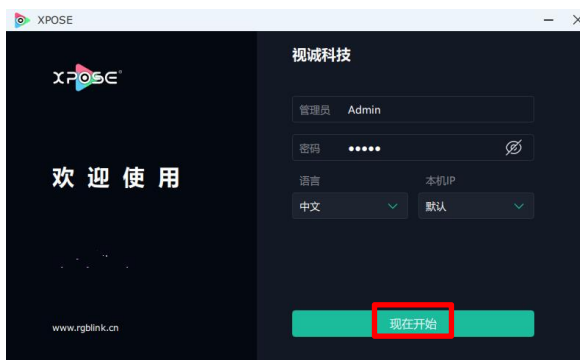 XPOSE
XPOSE
欢迎使用
www.rgblink.cn
视诚科技
管理员 Admin
密码 •••••
语言 本机IP
中文 默认
现在开始